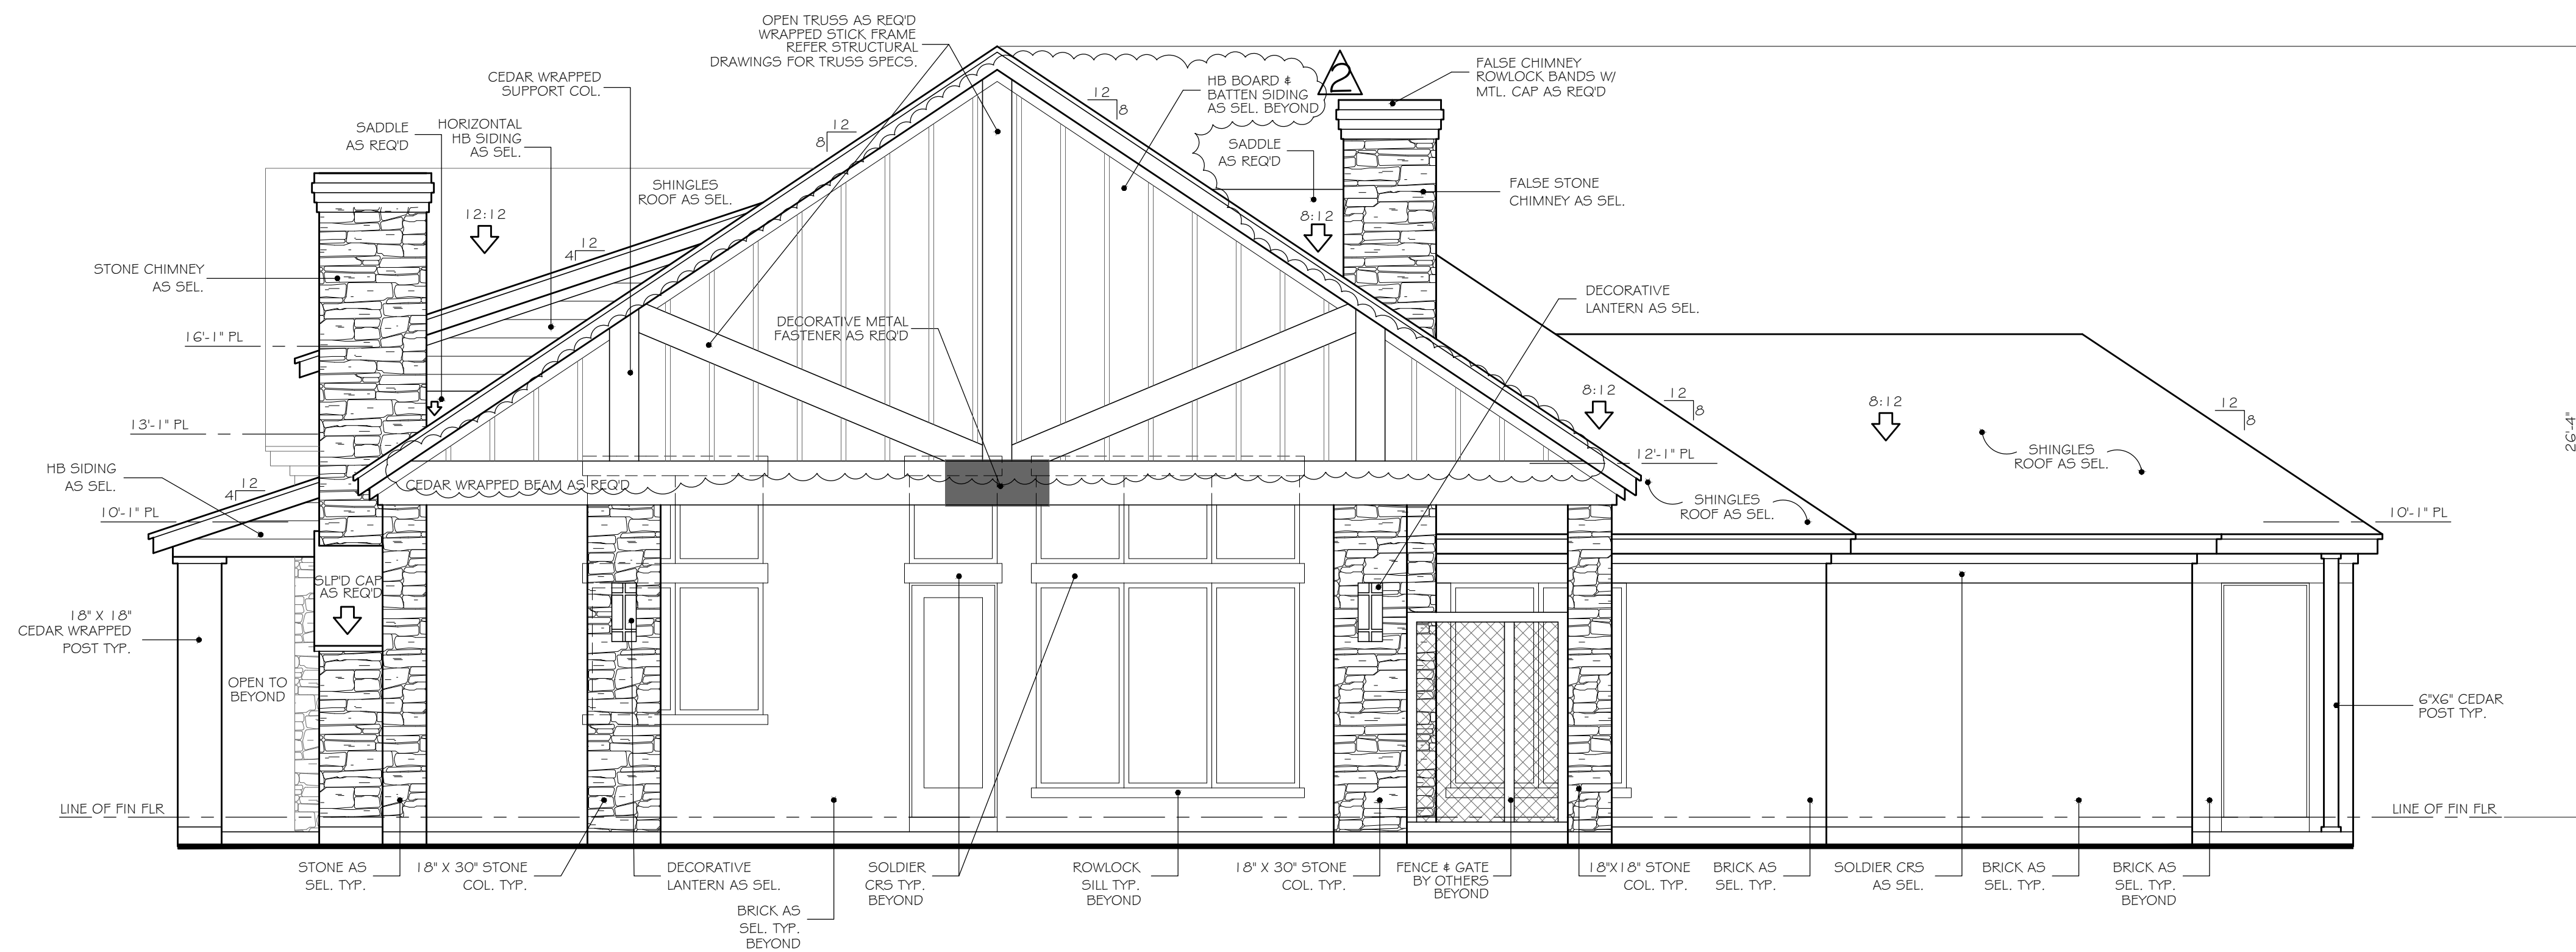 OPEN TRUSS AS REQ'D
WRAPPED STICK FRAME
REFER STRUCTURAL
DRAWINGS FOR TRUSS SPECS.
CEDAR WRAPPED
SUPPORT COL.
HB BOARD &
BATTEN SIDING
AS SEL. BEYOND
2
FALSE CHIMNEY
ROWLOCK BANDS W/
MTL. CAP AS REQ'D
SADDLE
AS REQ'D
HORIZONTAL
HB SIDING
AS SEL.
12
8
12
8
SADDLE
AS REQ'D
SHINGLES
ROOF AS SEL.
FALSE STONE
CHIMNEY AS SEL.
12:12
12
4
8:12
STONE CHIMNEY
AS SEL.
DECORATIVE
LANTERN AS SEL.
16'-1" PL
DECORATIVE METAL
FASTENER AS REQ'D
8:12
12
8
8:12
12
8
26'-4"
13'-1" PL
HB SIDING
AS SEL.
12
4
10'-1" PL
CEDAR WRAPPED BEAM AS REQ'D
12'-1" PL
SHINGLES
ROOF AS SEL.
SHINGLES
ROOF AS SEL.
10'-1" PL
SLP'D CAP
AS REQ'D
18" X 18"
CEDAR WRAPPED
POST TYP.
OPEN TO
BEYOND
6"X6" CEDAR
POST TYP.
LINE OF FIN FLR
LINE OF FIN FLR
STONE AS
SEL. TYP.
18" X 30" STONE
COL. TYP.
DECORATIVE
LANTERN AS SEL.
BRICK AS
SEL. TYP.
BEYOND
SOLDIER
CRS TYP.
BEYOND
ROWLOCK
SILL TYP.
BEYOND
18" X 30" STONE
COL. TYP.
FENCE & GATE
BY OTHERS
BEYOND
18"X18" STONE
COL. TYP.
BRICK AS
SEL. TYP.
SOLDIER CRS
AS SEL.
BRICK AS
SEL. TYP.
BRICK AS
SEL. TYP.
BEYOND